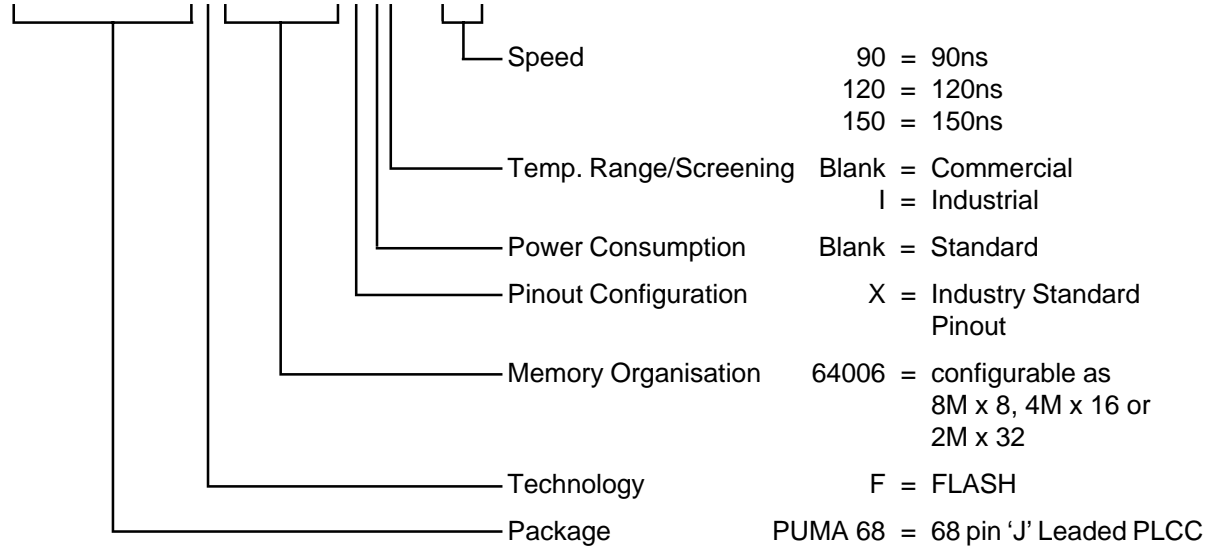 Speed 90 = 90ns
120 = 120ns
150 = 150ns
Temp. Range/Screening Blank = Commercial
I = Industrial
Power Consumption Blank = Standard
Pinout Configuration X = Industry Standard
Pinout
Memory Organisation 64006 = configurable as
8M x 8, 4M x 16 or
2M x 32
Technology F = FLASH
Package PUMA 68 = 68 pin ‘J’ Leaded PLCC